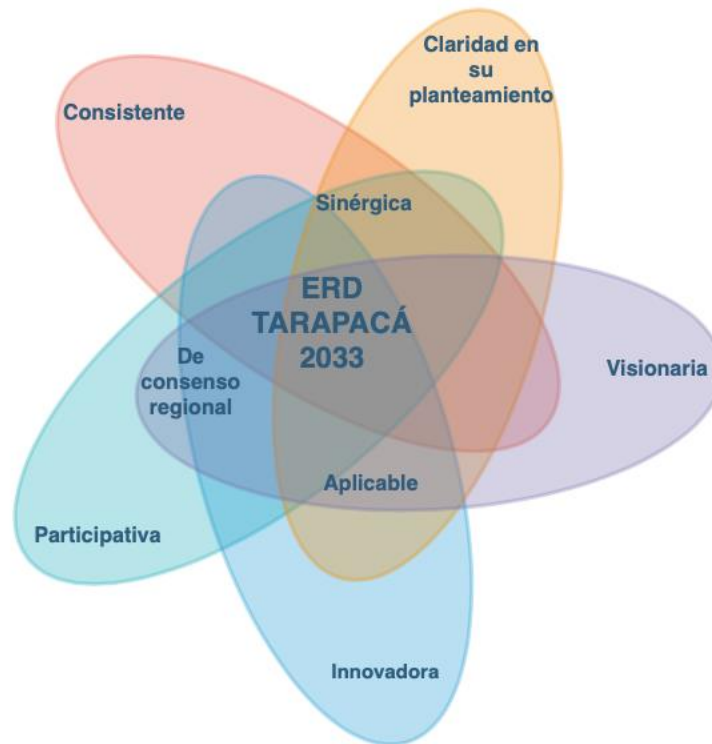 Claridad en
su
planteamiento
Consistente
Sinérgica
ERD
TARAPACÁ
2033
De
consenso
regional
Visionaria
Aplicable
Participativa
Innovadora